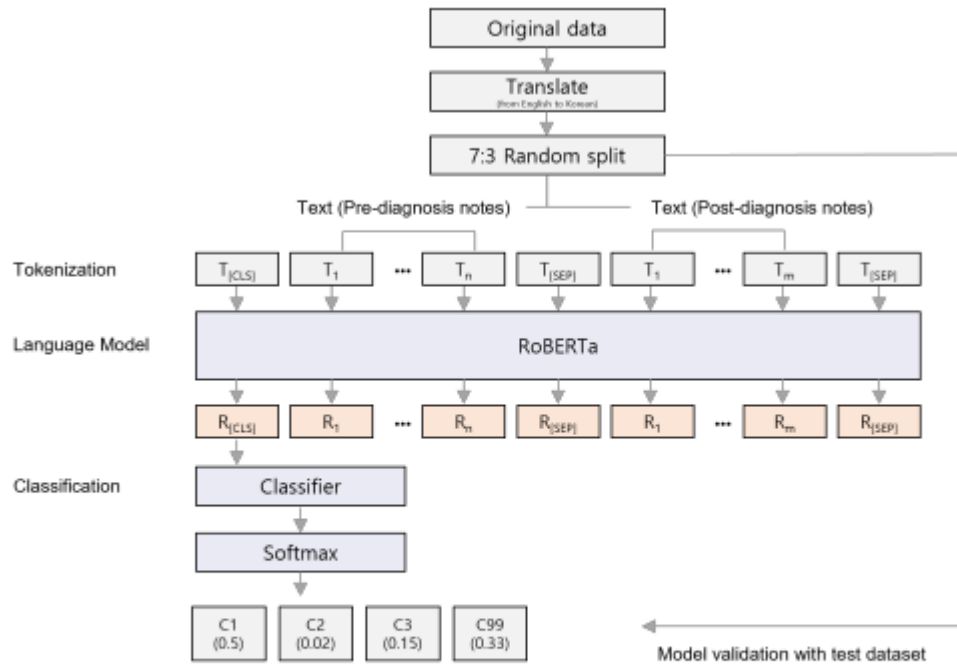 Original data
Translate
(from English to Korean)
7:3 Random split
Text (Pre-diagnosis notes) Text (Post-diagnosis notes)
Tokenization T[CLS] T1 ... Tn T[SEP] T1 ... Tm T[SEP]
Language Model RoBERTa
R[CLS] R1 ... Rn R[SEP] R1 ... Rm R[SEP]
Classification Classifier
Softmax
C1 C2 C3 C99
(0.5) (0.02) (0.15) (0.33)
Model validation with test dataset